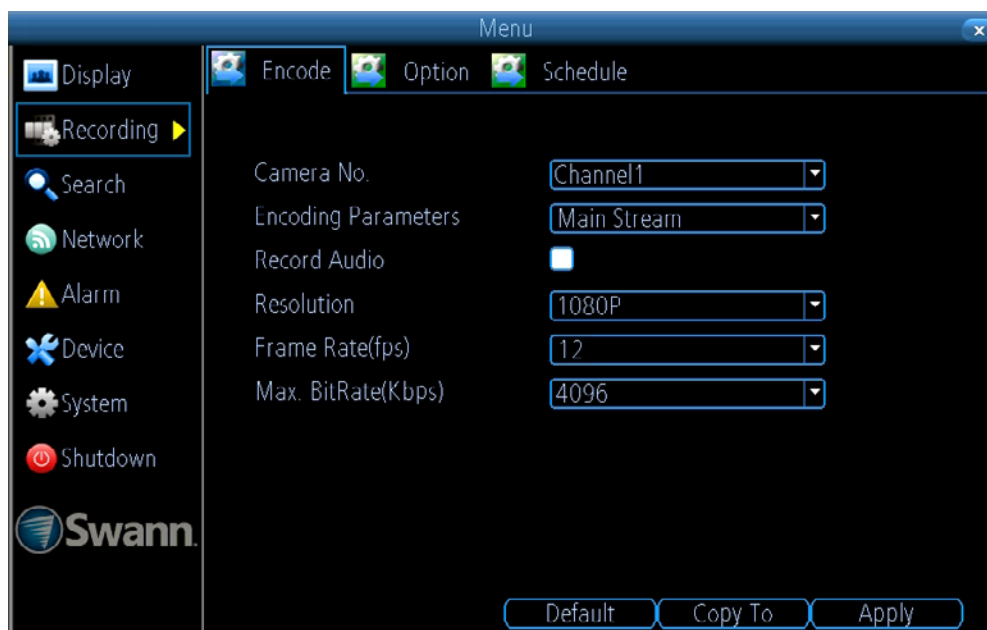 Menu
Display
Recording
Search
Network
Alarm
Device
System
Shutdown
Swann.
Encode Option Schedule
Camera No. Channel1
Encoding Parameters Main Stream
Record Audio
Resolution 1080P
Frame Rate(fps) 12
Max. BitRate(Kbps) 4096
Default Copy To Apply